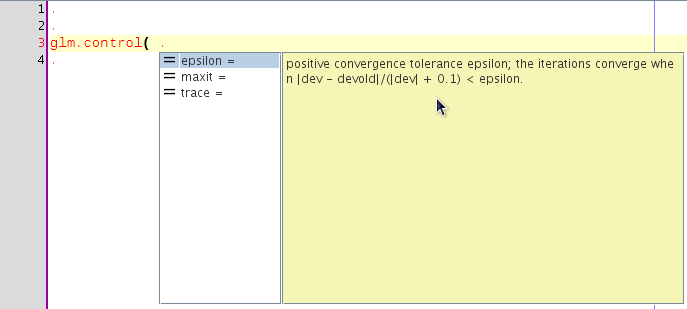 1
2
3 glm.control( .
4
epsilon =
maxit =
trace =
positive convergence tolerance epsilon; the iterations converge whe
n |dev - devold|/(|dev| + 0.1) < epsilon.